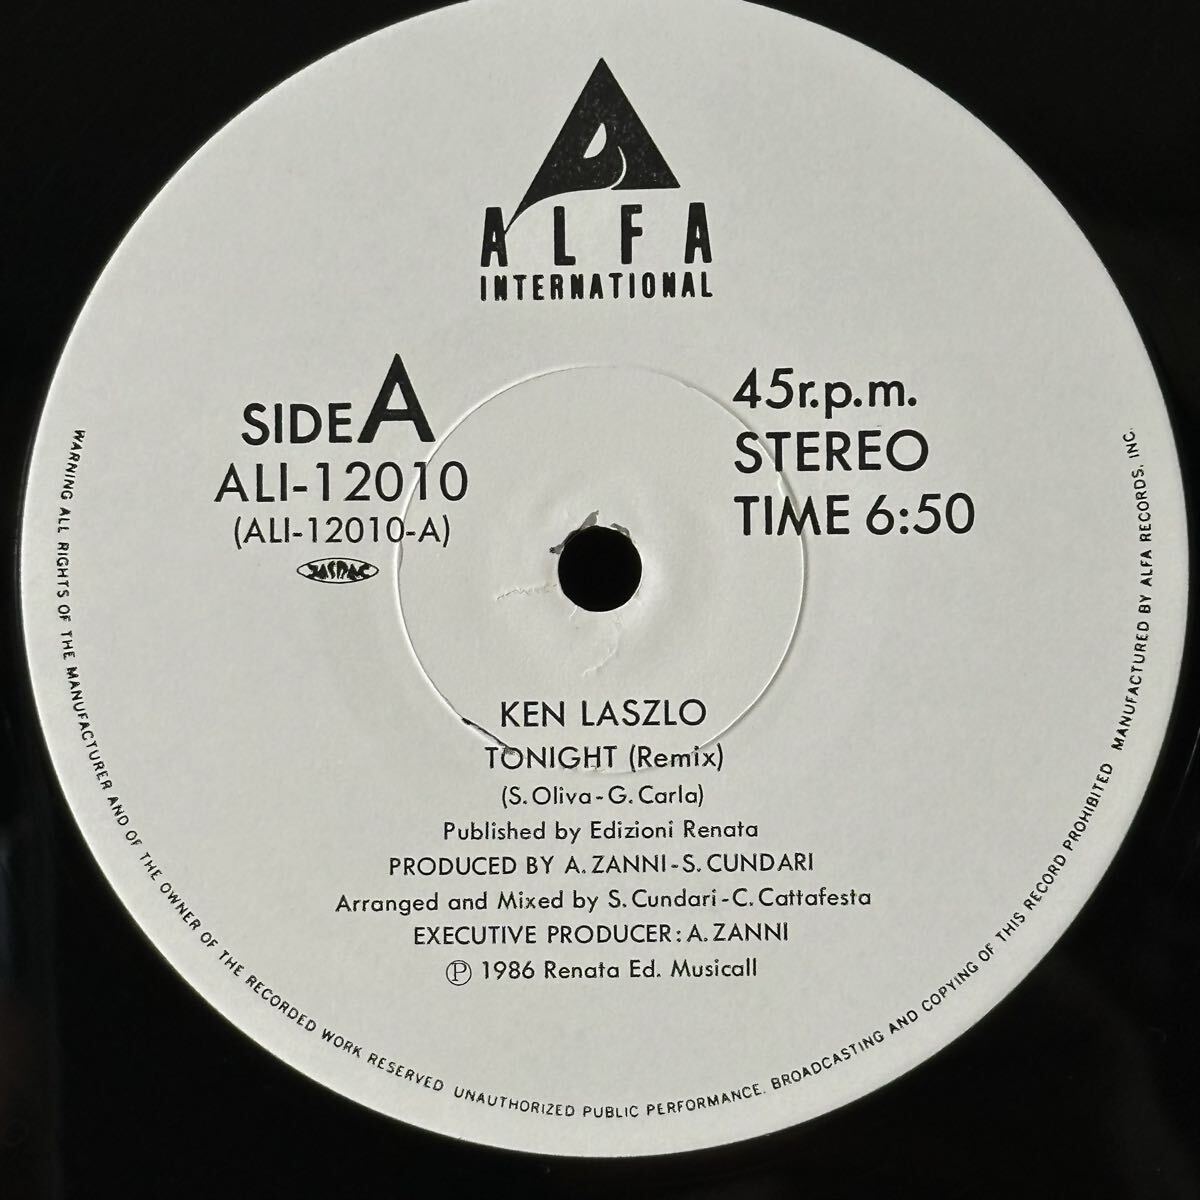 ALFA
INTERNATIONAL
SIDE A
ALI-12010
(ALI-12010-A)
JASRAC
45r.p.m.
STEREO
TIME 6:50
KEN LASZLO
TONIGHT (Remix)
(S. Oliva - G. Carla)
Published by Edizioni Renata
PRODUCED BY A. ZANNI - S. CUNDARI
Arranged and Mixed by S. Cundari - C. Cattafesta
EXECUTIVE PRODUCER: A. ZANNI
Ⓟ 1986 Renata Ed. Musicall
WARNING ALL RIGHTS OF THE MANUFACTURER AND OF THE OWNER OF THE RECORDED WORK RESERVED UNAUTHORIZED PUBLIC PERFORMANCE. BROADCASTING AND COPYING OF THIS RECORD PROHIBITED MANUFACTURED BY ALFA RECORDS, INC.